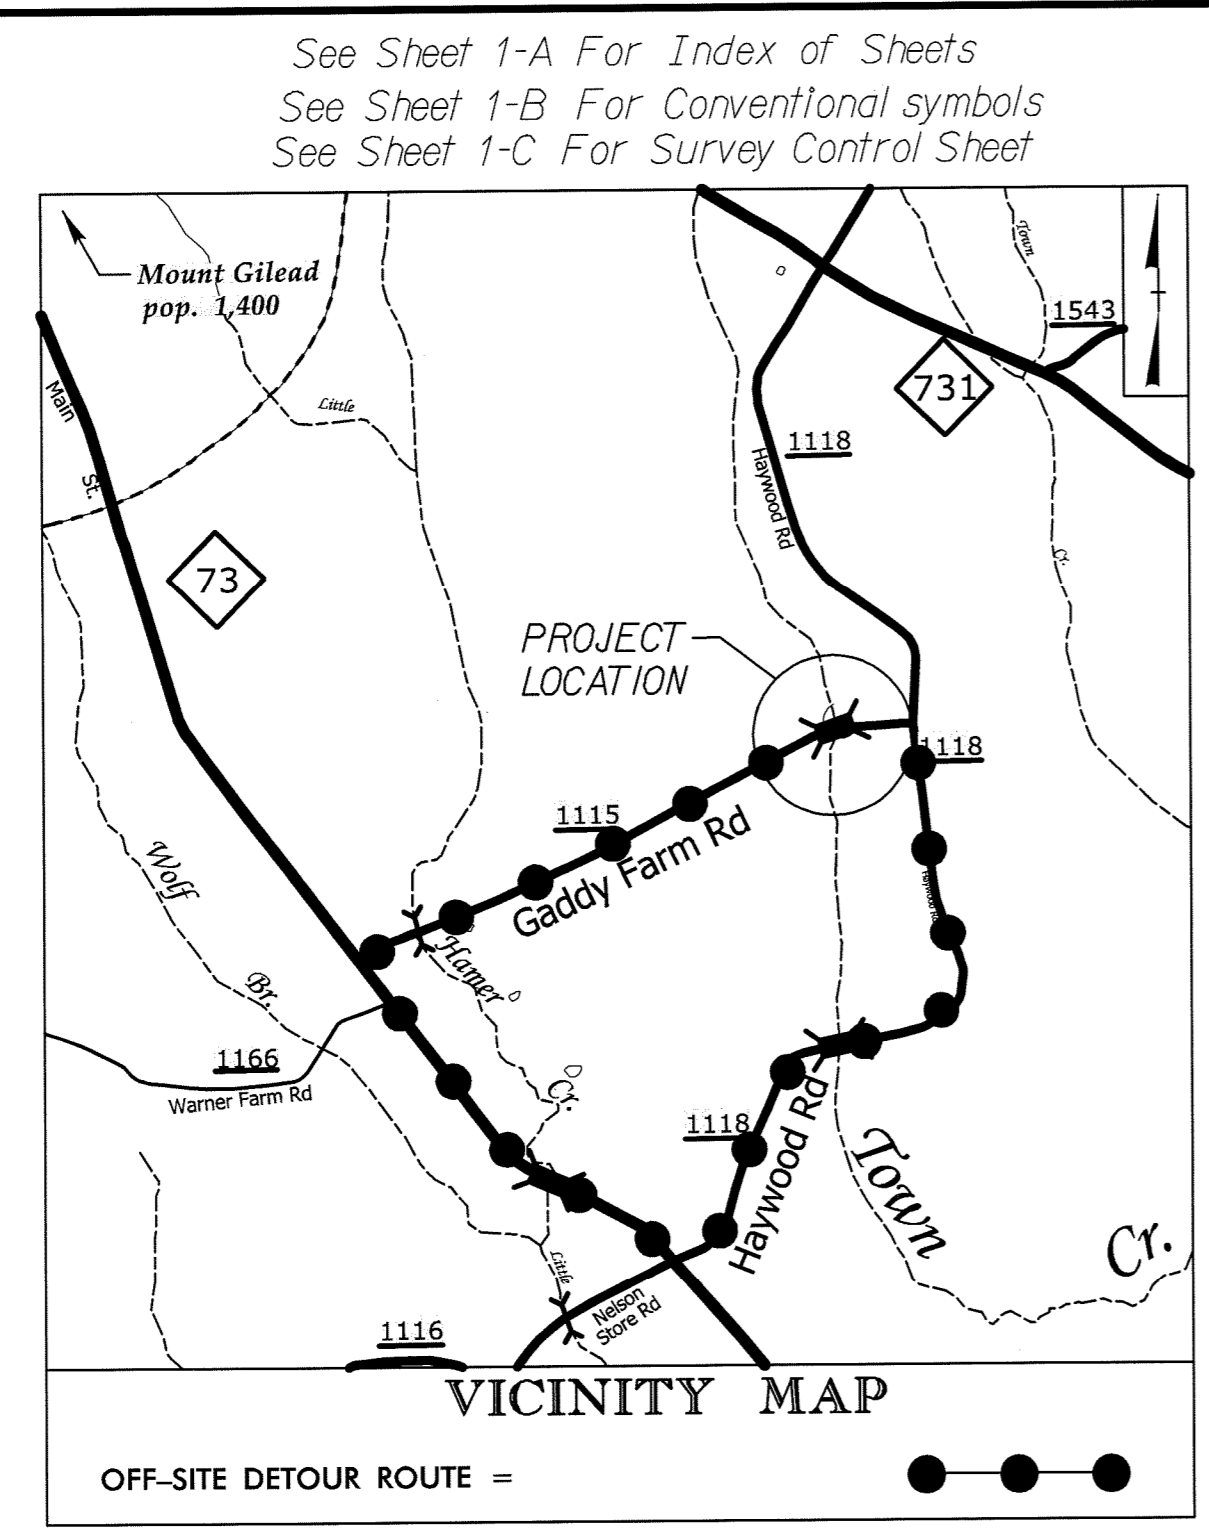 See Sheet 1-A For Index of Sheets
See Sheet 1-B For Conventional symbols
See Sheet 1-C For Survey Control Sheet
Mount Gilead
pop. 1,400
Town
1543
Main
St.
Little
731
1118
Haywood Rd
Cr.
73
PROJECT
LOCATION
1118
1115
Gaddy Farm Rd
Haywood Rd
Wolf
Br.
Hamer
Cr.
1166
Warner Farm Rd
1118
Haywood Rd
Town
Cr.
Little
Nelson
Store Rd
1116
VICINITY MAP
OFF-SITE DETOUR ROUTE =